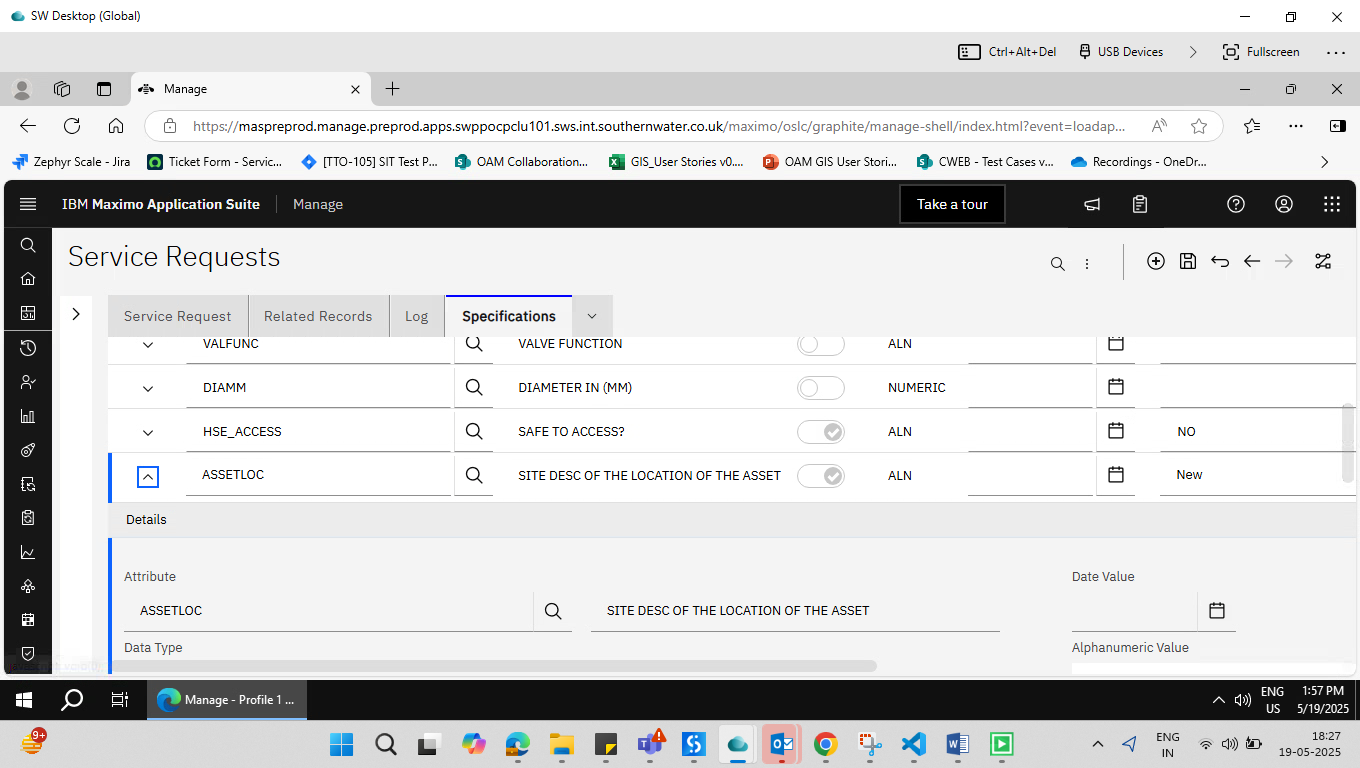 SW Desktop (Global)
Ctrl+Alt+Del USB Devices Fullscreen
Manage
https://maspreprod.manage.preprod.apps.swppocpclu101.sws.int.southernwater.co.uk/maximo/oslc/graphite/manage-shell/index.html?event=loadap...
Zephyr Scale - Jira Ticket Form - Servic... [TTO-105] SIT Test P... OAM Collaboration... GIS_User Stories v0.... OAM GIS User Stori... CWEB - Test Cases v... Recordings - OneDr...
IBM Maximo Application Suite Manage Take a tour
Service Requests
Service Request Related Records Log Specifications
VALFUNC VALVE FUNCTION ALN
DIAMM DIAMETER IN (MM) NUMERIC
HSE_ACCESS SAFE TO ACCESS? ALN NO
ASSETLOC SITE DESC OF THE LOCATION OF THE ASSET ALN New
Details
Attribute Date Value
ASSETLOC SITE DESC OF THE LOCATION OF THE ASSET
Data Type Alphanumeric Value
Manage - Profile 1 ...
ENG 1:57 PM
US 5/19/2025
9+
ENG 18:27
IN 19-05-2025